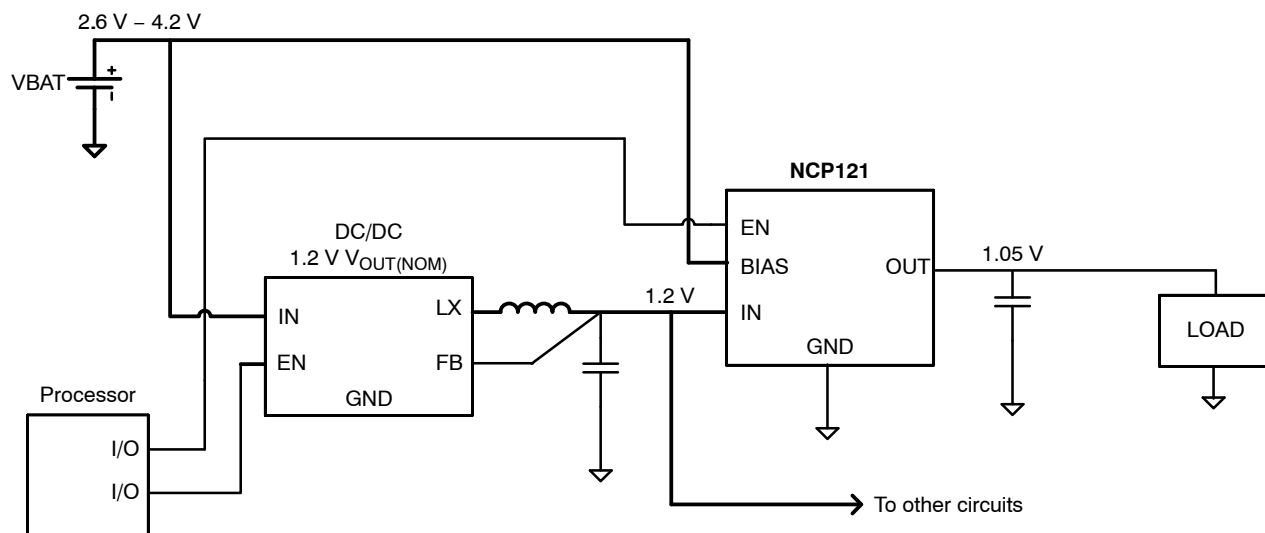 2.6 V – 4.2 V
VBAT
+
NCP121
EN
BIAS
IN
OUT
GND
1.05 V
LOAD
DC/DC
1.2 V VOUT(NOM)
IN
EN
LX
FB
GND
1.2 V
Processor
I/O
I/O
To other circuits